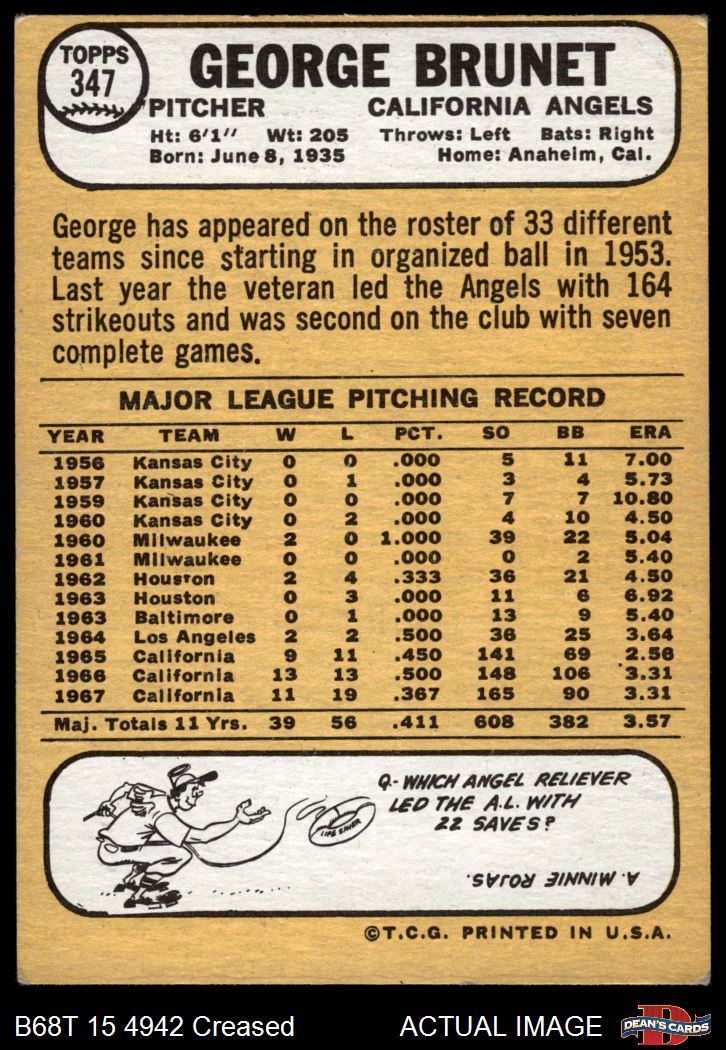 TOPPS
347
GEORGE BRUNET
PITCHER CALIFORNIA ANGELS
Ht: 6'1'' Wt: 205 Throws: Left Bats: Right
Born: June 8, 1935 Home: Anaheim, Cal.
George has appeared on the roster of 33 different
teams since starting in organized ball in 1953.
Last year the veteran led the Angels with 164
strikeouts and was second on the club with seven
complete games.
MAJOR LEAGUE PITCHING RECORD
YEAR TEAM W L PCT. SO BB ERA
1956 Kansas City 0 0 .000 5 11 7.00
1957 Kansas City 0 1 .000 3 4 5.73
1959 Kansas City 0 0 .000 7 7 10.80
1960 Kansas City 0 2 .000 4 10 4.50
1960 Milwaukee 2 0 1.000 39 22 5.04
1961 Milwaukee 0 0 .000 0 2 5.40
1962 Houston 2 4 .333 36 21 4.50
1963 Houston 0 3 .000 11 6 6.92
1963 Baltimore 0 1 .000 13 9 5.40
1964 Los Angeles 2 2 .500 36 25 3.64
1965 California 9 11 .450 141 69 2.56
1966 California 13 13 .500 148 106 3.31
1967 California 11 19 .367 165 90 3.31
Maj. Totals 11 Yrs. 39 56 .411 608 382 3.57
Q- WHICH ANGEL RELIEVER
LED THE A.L. WITH
22 SAVES?
LIFE SAVER
A. MINNIE ROJAS.
©T.C.G. PRINTED IN U.S.A.
B68T 15 4942 Creased ACTUAL IMAGE
D
DEAN'S CARDS